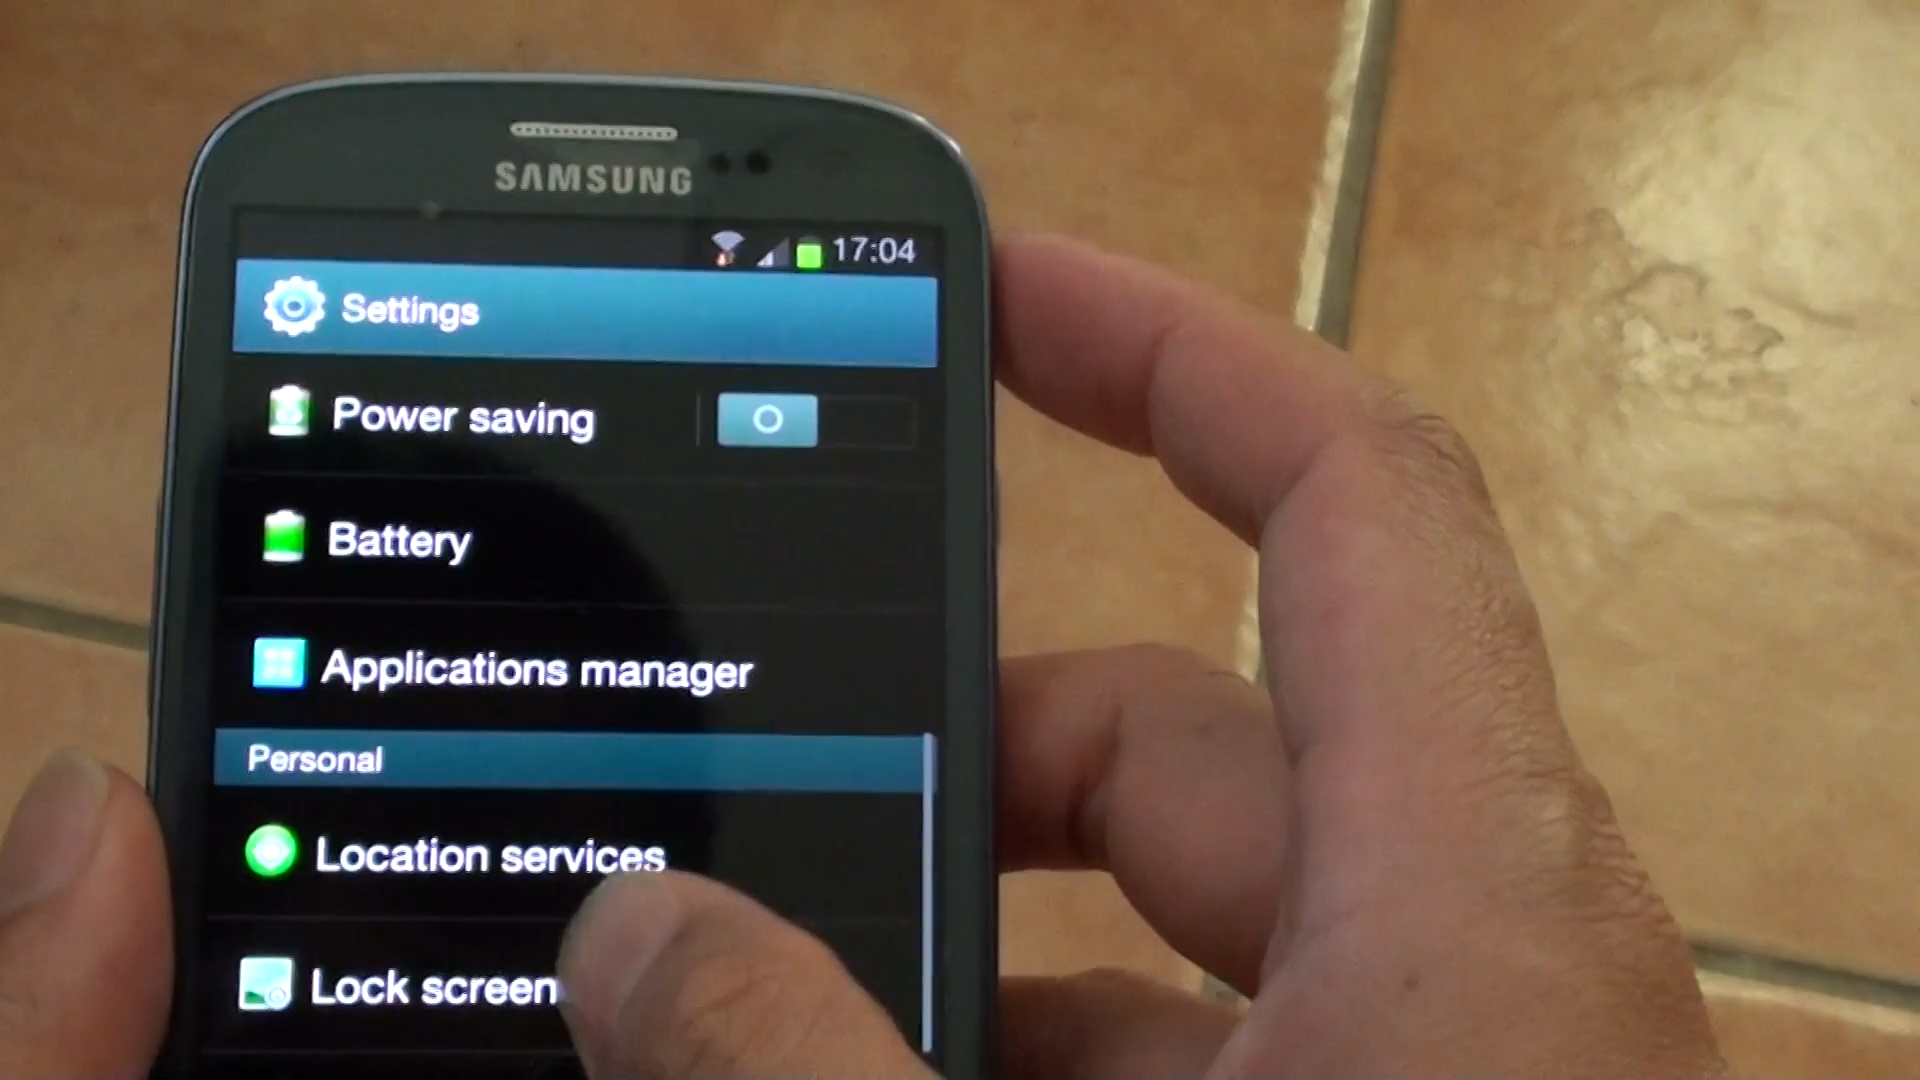 SAMSUNG
17:04
Settings
Power saving
Battery
Applications manager
Personal
Location services
Lock screen